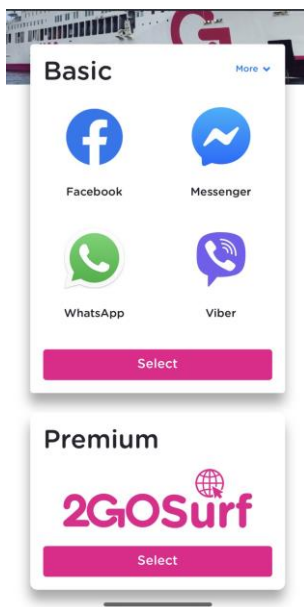 Basic
More
Facebook
Messenger
WhatsApp
Viber
Select
Premium
2GOSurf
Select